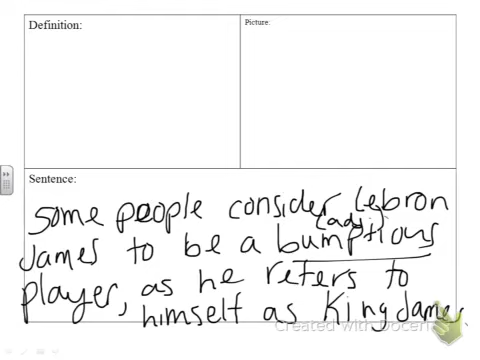 Definition:
Picture:
Sentence:
some people consider Lebron
(adj)
James to be a bumptious
player, as he refers to
himself as King James
Created with Doceri